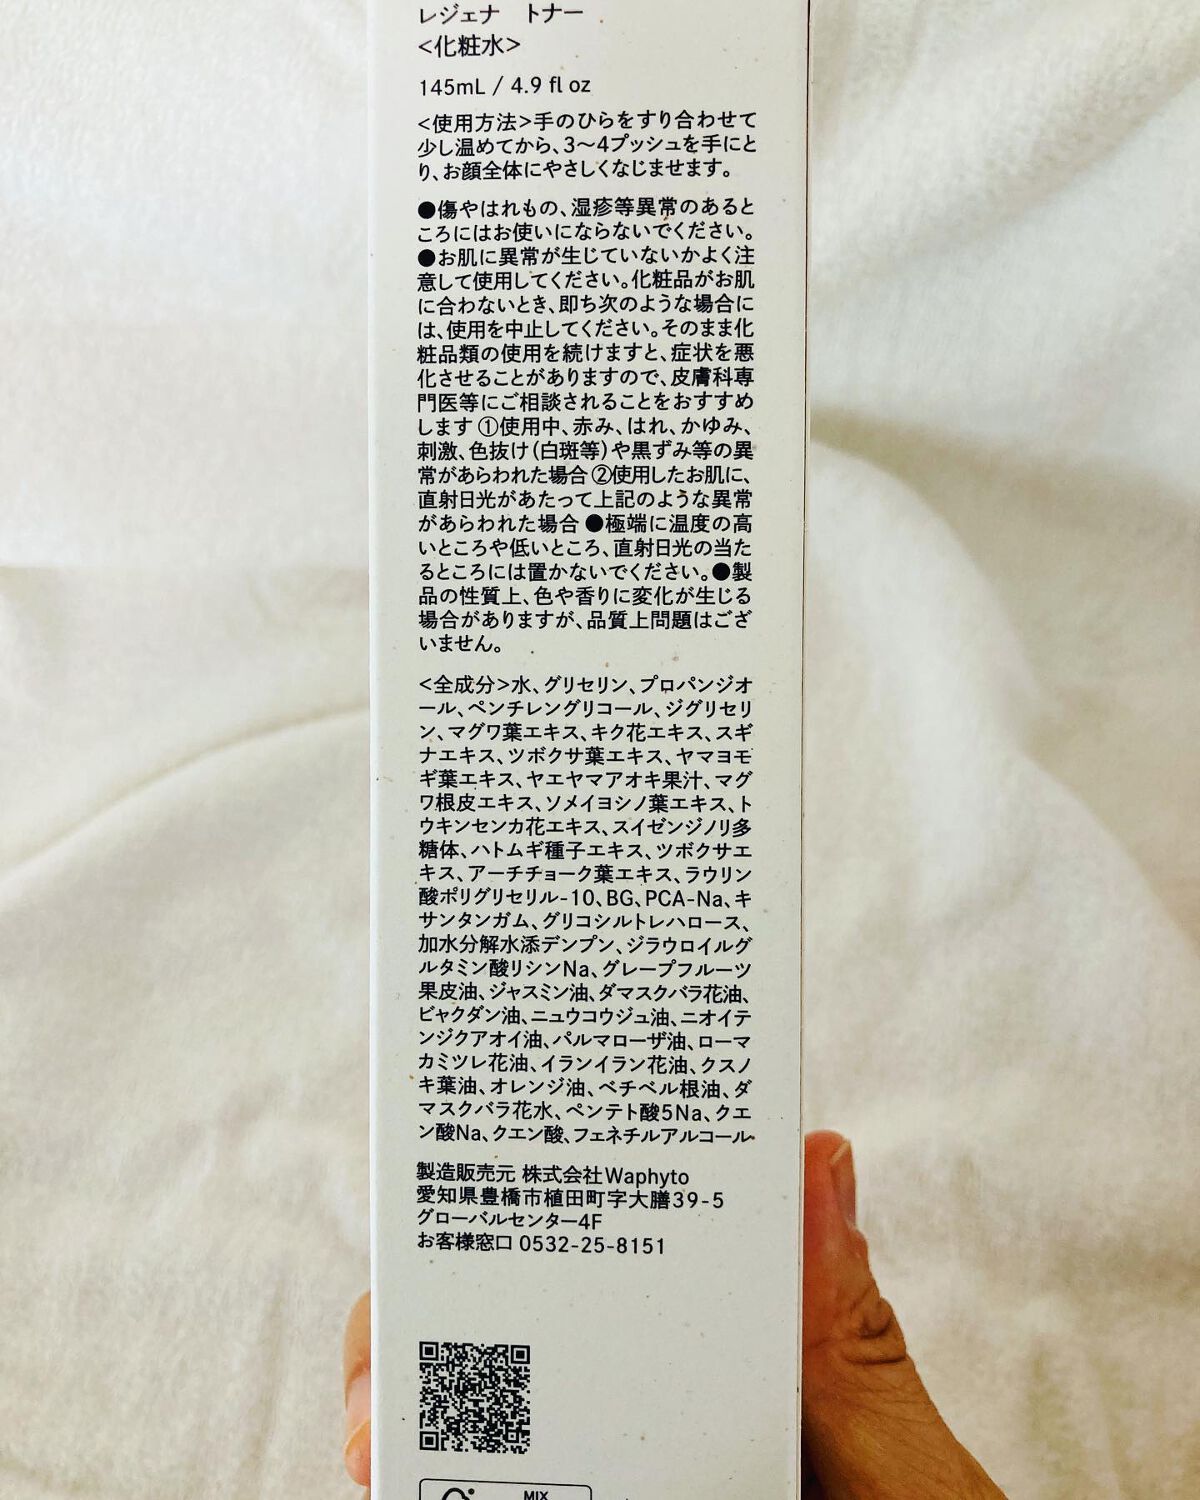 レジェナ　トナー
<化粧水>
145mL / 4.9 fl oz
<使用方法>手のひらをすり合わせて
少し温めてから、3〜4プッシュを手にと
り、お顔全体にやさしくなじませます。
●傷やはれもの、湿疹等異常のあると
ころにはお使いにならないでください。
●お肌に異常が生じていないかよく注
意して使用してください。化粧品がお肌
に合わないとき、即ち次のような場合に
は、使用を中止してください。そのまま化
粧品類の使用を続けますと、症状を悪
化させることがありますので、皮膚科専
門医等にご相談されることをおすすめ
します ①使用中、赤み、はれ、かゆみ、
刺激、色抜け(白斑等)や黒ずみ等の異
常があらわれた場合 ②使用したお肌に、
直射日光があたって上記のような異常
があらわれた場合 ●極端に温度の高
いところや低いところ、直射日光の当た
るところには置かないでください。●製
品の性質上、色や香りに変化が生じる
場合がありますが、品質上問題はござ
いません。
<全成分>水、グリセリン、プロパンジオ
ール、ペンチレングリコール、ジグリセリ
ン、マグワ葉エキス、キク花エキス、スギ
ナエキス、ツボクサ葉エキス、ヤマヨモ
ギ葉エキス、ヤエヤマアオキ果汁、マグ
ワ根皮エキス、ソメイヨシノ葉エキス、ト
ウキンセンカ花エキス、スイゼンジノリ多
糖体、ハトムギ種子エキス、ツボクサエ
キス、アーチチョーク葉エキス、ラウリン
酸ポリグリセリル-10、BG、PCA-Na、キ
サンタンガム、グリコシルトレハロース、
加水分解水添デンプン、ジラウロイルグ
ルタミン酸リシンNa、グレープフルーツ
果皮油、ジャスミン油、ダマスクバラ花油、
ビャクダン油、ニュウコウジュ油、ニオイテ
ンジクアオイ油、パルマローザ油、ローマ
カミツレ花油、イランイラン花油、クスノ
キ葉油、オレンジ油、ベチベル根油、ダ
マスクバラ花水、ペンテト酸5Na、クエ
ン酸Na、クエン酸、フェネチルアルコール
製造販売元 株式会社Waphyto
愛知県豊橋市植田町字大膳39-5
グローバルセンター4F
お客様窓口 0532-25-8151
MIX